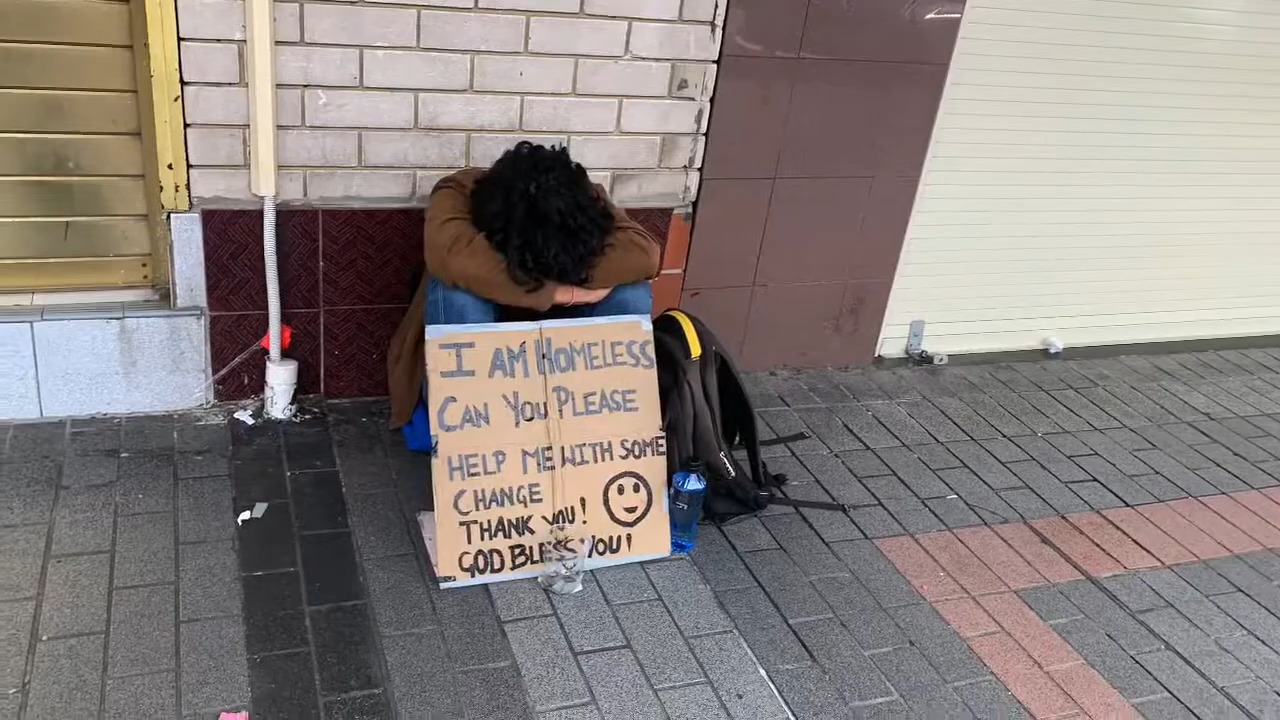 I AM HOMELESS
CAN YOU PLEASE
HELP ME WITH SOME
CHANGE
THANK YOU!
GOD BLESS YOU!